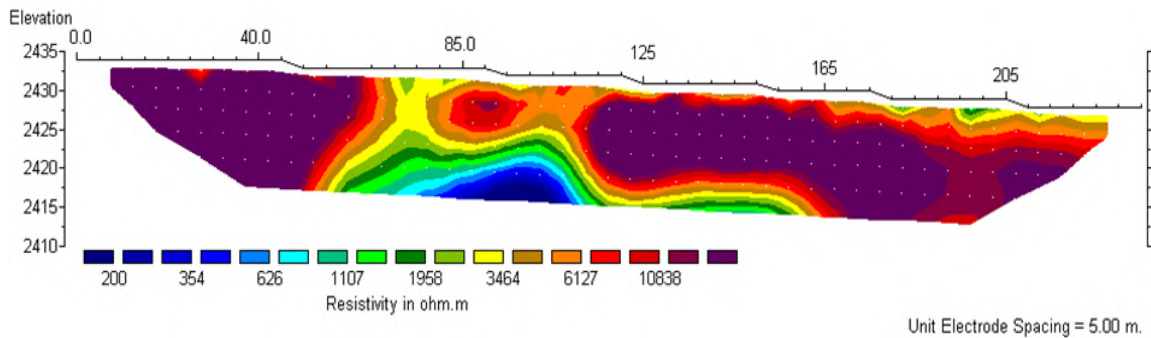 Elevation
0.0 40.0 85.0 125 165 205
2435
2430
2425
2420
2415
2410
200 354 626 1107 1958 3464 6127 10838
Resistivity in ohm.m
Unit Electrode Spacing = 5.00 m.